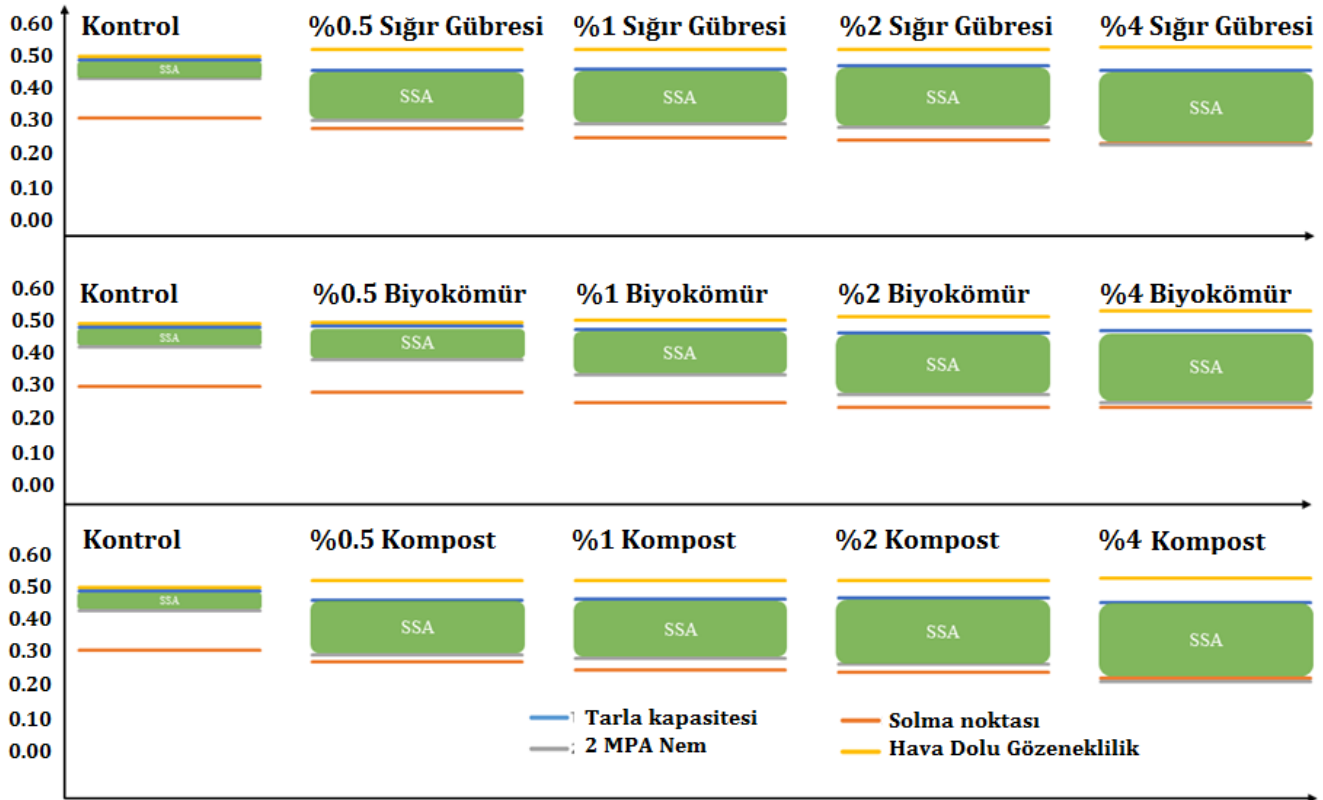 Kontrol %0.5 Sığır Gübresi %1 Sığır Gübresi %2 Sığır Gübresi %4 Sığır Gübresi
0.60
0.50
0.40
0.30
0.20
0.10
0.00
SSA SSA SSA SSA SSA
Kontrol %0.5 Biyokömür %1 Biyokömür %2 Biyokömür %4 Biyokömür
0.60
0.50
0.40
0.30
0.20
0.10
0.00
SSA SSA SSA SSA SSA
Kontrol %0.5 Kompost %1 Kompost %2 Kompost %4 Kompost
0.60
0.50
0.40
0.30
0.20
0.10
0.00
SSA SSA SSA SSA SSA
Tarla kapasitesi Solma noktası
2 MPA Nem Hava Dolu Gözeneklilik